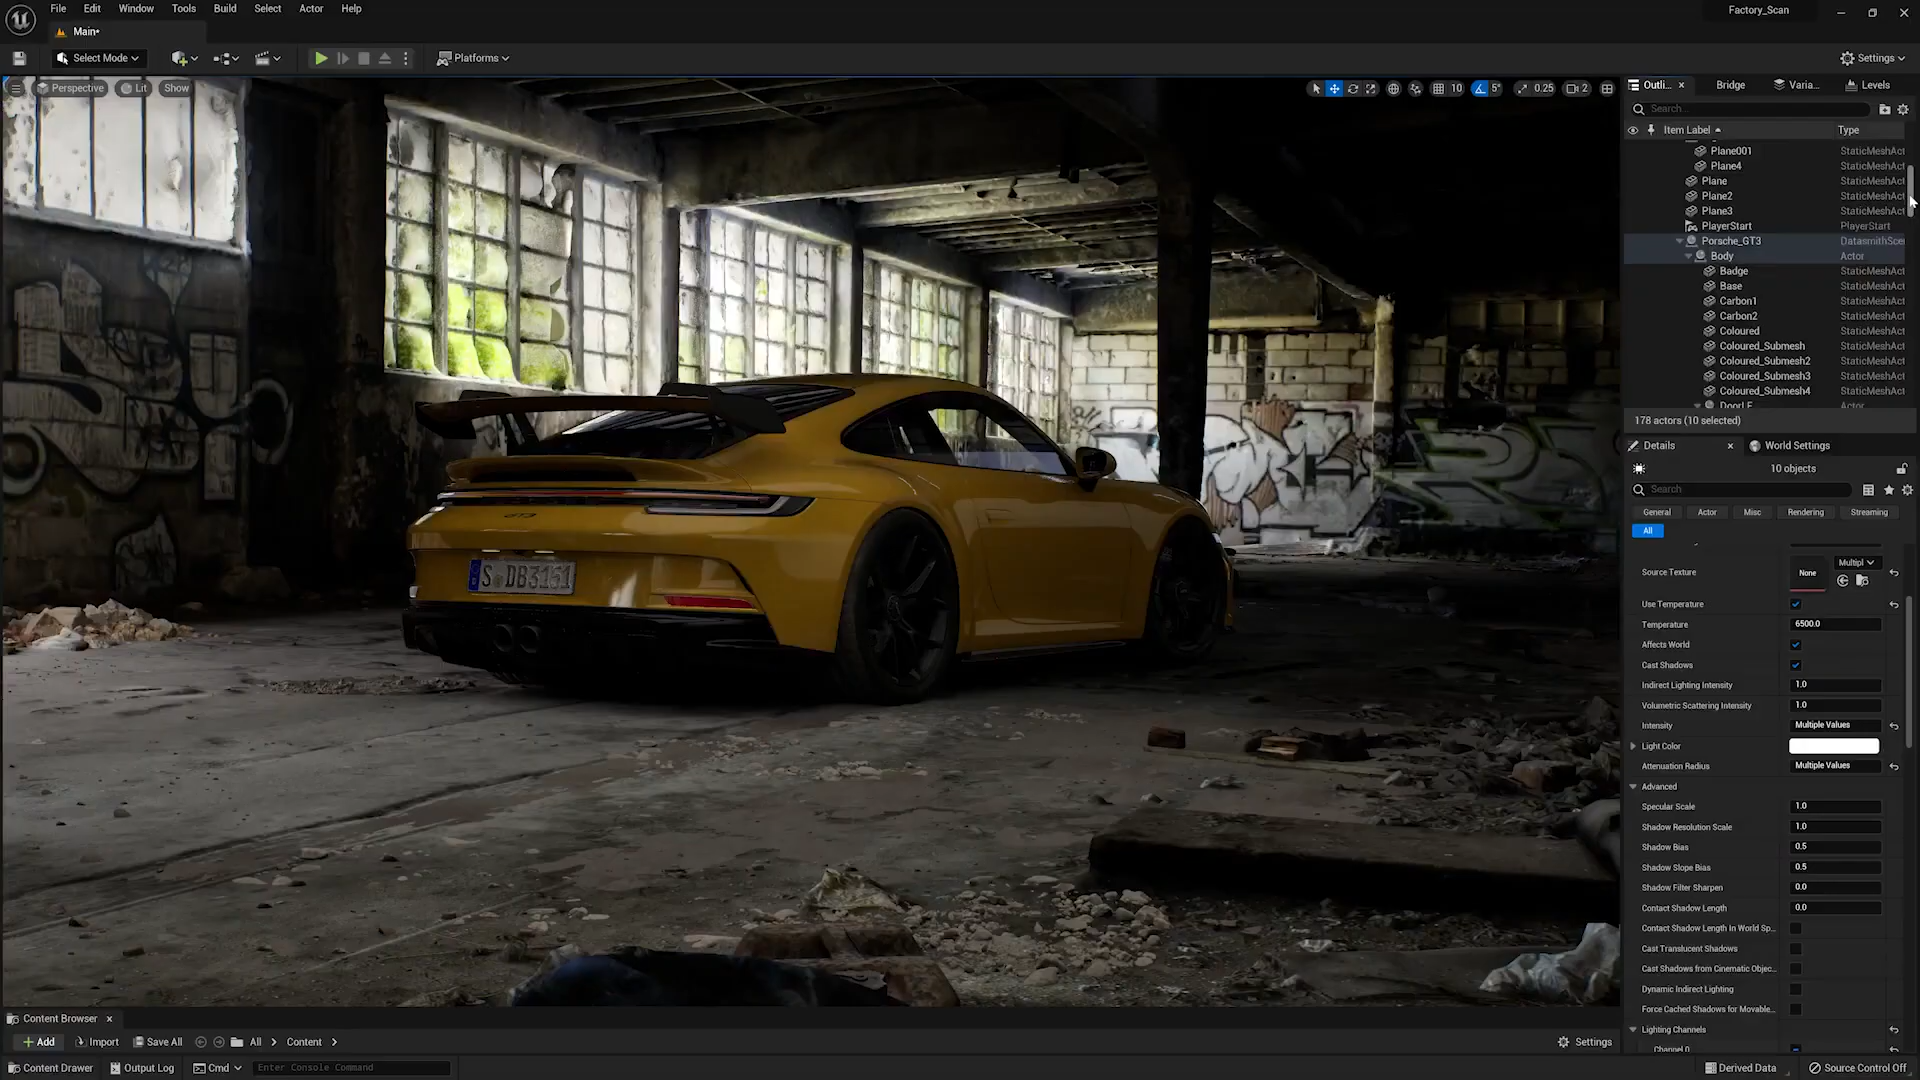 File Edit Window Tools Build Select Actor Help
Factory_Scan
Main*
Select Mode
Platforms
Settings
Perspective Lit Show
10 5° 0.25 2
Outli... Bridge Varia... Levels
Search...
Item Label Type
Plane001 StaticMeshAct
Plane4 StaticMeshAct
Plane StaticMeshAct
Plane2 StaticMeshAct
Plane3 StaticMeshAct
PlayerStart PlayerStart
Porsche_GT3 DatasmithSce
Body Actor
Badge StaticMeshAct
Base StaticMeshAct
Carbon1 StaticMeshAct
Carbon2 StaticMeshAct
Coloured StaticMeshAct
Coloured_Submesh StaticMeshAct
Coloured_Submesh2 StaticMeshAct
Coloured_Submesh3 StaticMeshAct
Coloured_Submesh4 StaticMeshAct
178 actors (10 selected)
Details World Settings
10 objects
Search
General Actor Misc Rendering Streaming
All
Source Texture None Multipl
Use Temperature
Temperature 6500.0
Affects World
Cast Shadows
Indirect Lighting Intensity 1.0
Volumetric Scattering Intensity 1.0
Intensity Multiple Values
Light Color
Attenuation Radius Multiple Values
Advanced
Specular Scale 1.0
Shadow Resolution Scale 1.0
Shadow Bias 0.5
Shadow Slope Bias 0.5
Shadow Filter Sharpen 0.0
Contact Shadow Length 0.0
Contact Shadow Length In World Sp...
Cast Translucent Shadows
Cast Shadows from Cinematic Objec...
Dynamic Indirect Lighting
Force Cached Shadows for Movable...
Lighting Channels
Channel 0
GT3
S DB3151
Content Browser
Add Import Save All All Content Settings
Content Drawer Output Log Cmd Enter Console Command Derived Data Source Control Off